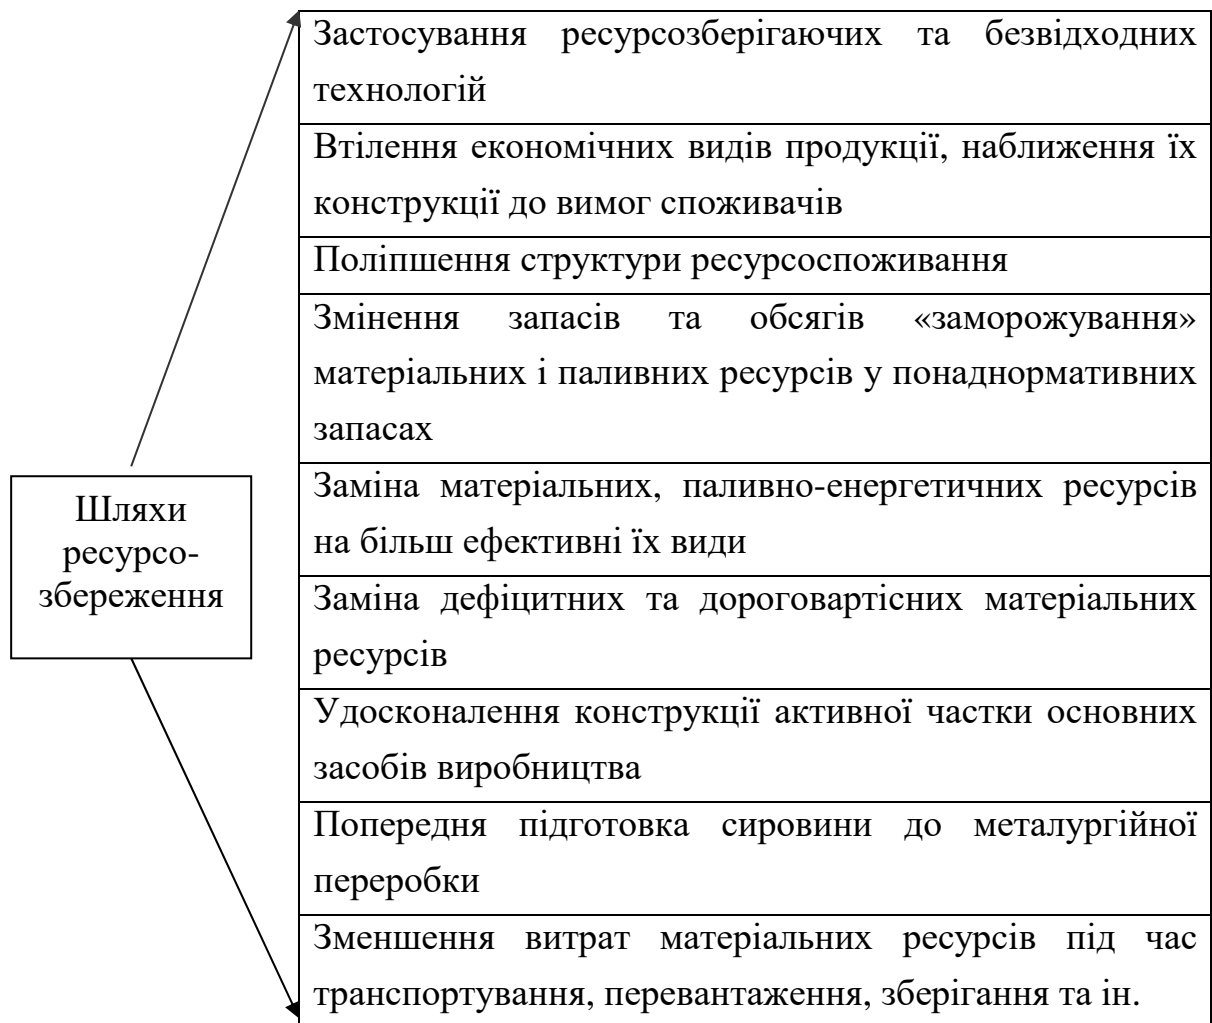 Застосування ресурсозберігаючих та безвідходних
технологій
Втілення економічних видів продукції, наближення їх
конструкції до вимог споживачів
Поліпшення структури ресурсоспоживання
Змінення запасів та обсягів «заморожування»
матеріальних і паливних ресурсів у понаднормативних
запасах
Шляхи
ресурсо-
збереження
Заміна матеріальних, паливно-енергетичних ресурсів
на більш ефективні їх види
Заміна дефіцитних та дороговартісних матеріальних
ресурсів
Удосконалення конструкції активної частки основних
засобів виробництва
Попередня підготовка сировини до металургійної
переробки
Зменшення витрат матеріальних ресурсів під час
транспортування, перевантаження, зберігання та ін.